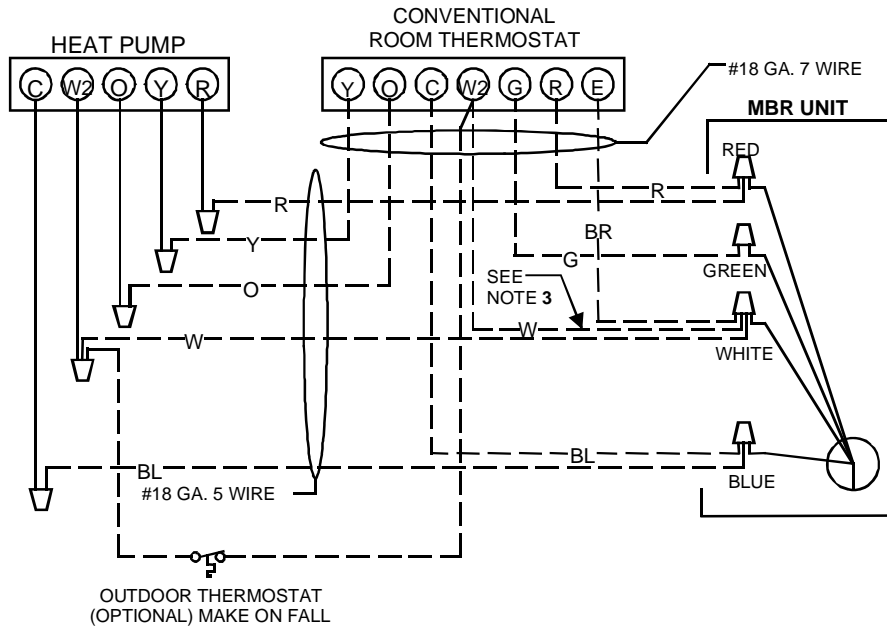 CONVENTIONAL
ROOM THERMOSTAT
HEAT PUMP
C W2 O Y R
Y O C W2 G R E
#18 GA. 7 WIRE
MBR UNIT
RED
R
R
BR
Y
G
GREEN
SEE
NOTE 3
O
W
W
WHITE
BL
BL
BLUE
#18 GA. 5 WIRE
OUTDOOR THERMOSTAT
(OPTIONAL) MAKE ON FALL